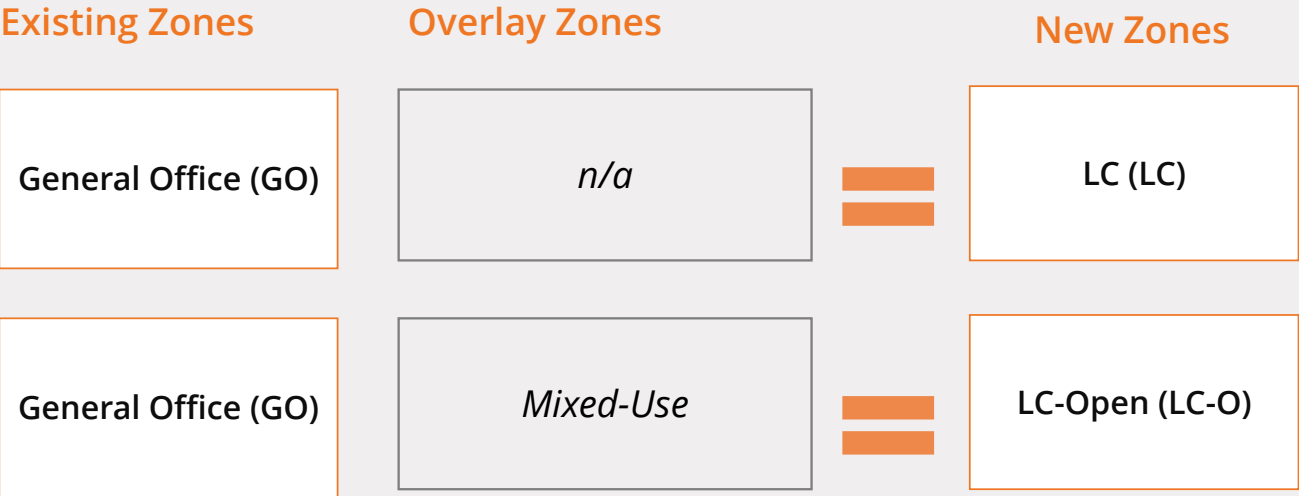 Existing Zones
Overlay Zones
New Zones
General Office (GO)
n/a
LC (LC)
General Office (GO)
Mixed-Use
LC-Open (LC-O)